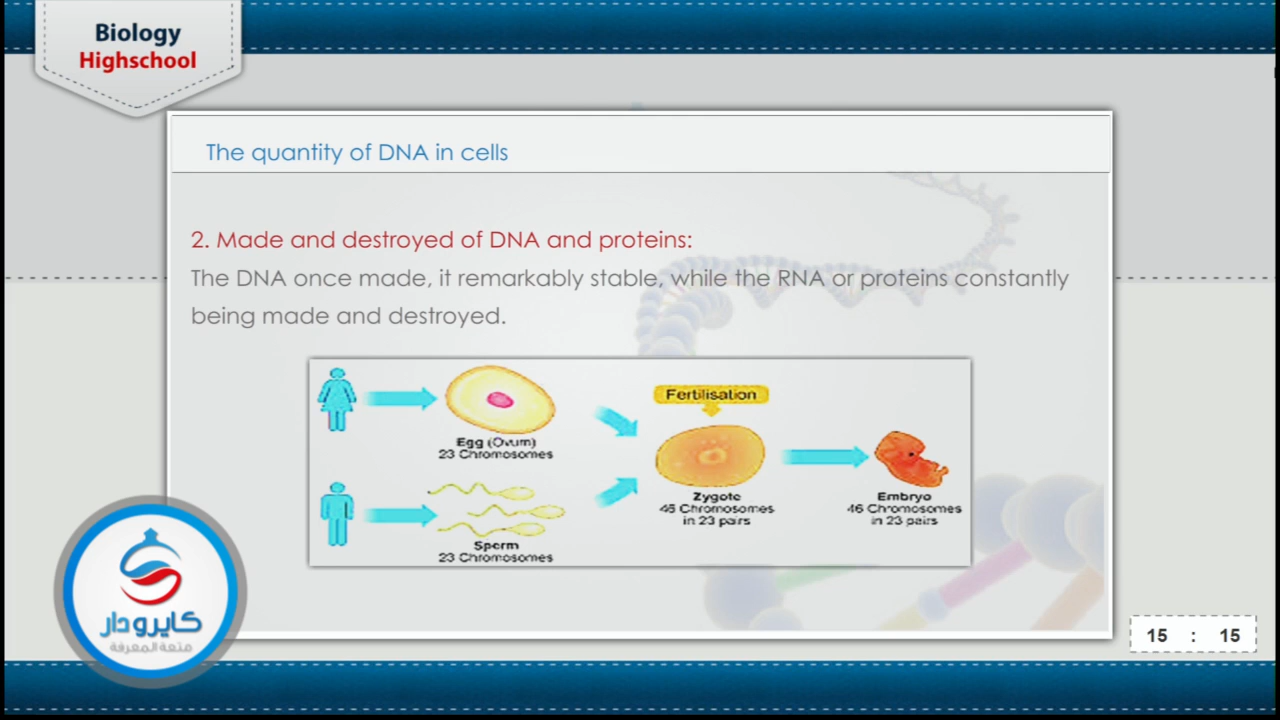 Biology
Highschool
The quantity of DNA in cells
2. Made and destroyed of DNA and proteins:
The DNA once made, it remarkably stable, while the RNA or proteins constantly
being made and destroyed.
Fertilisation
Egg (Ovum)
23 Chromosomes
Zygote
46 Chromosomes
in 23 pairs
Embryo
46 Chromosomes
in 23 pairs
Sperm
23 Chromosomes
كايرودار
متعة المعرفة
15 : 15